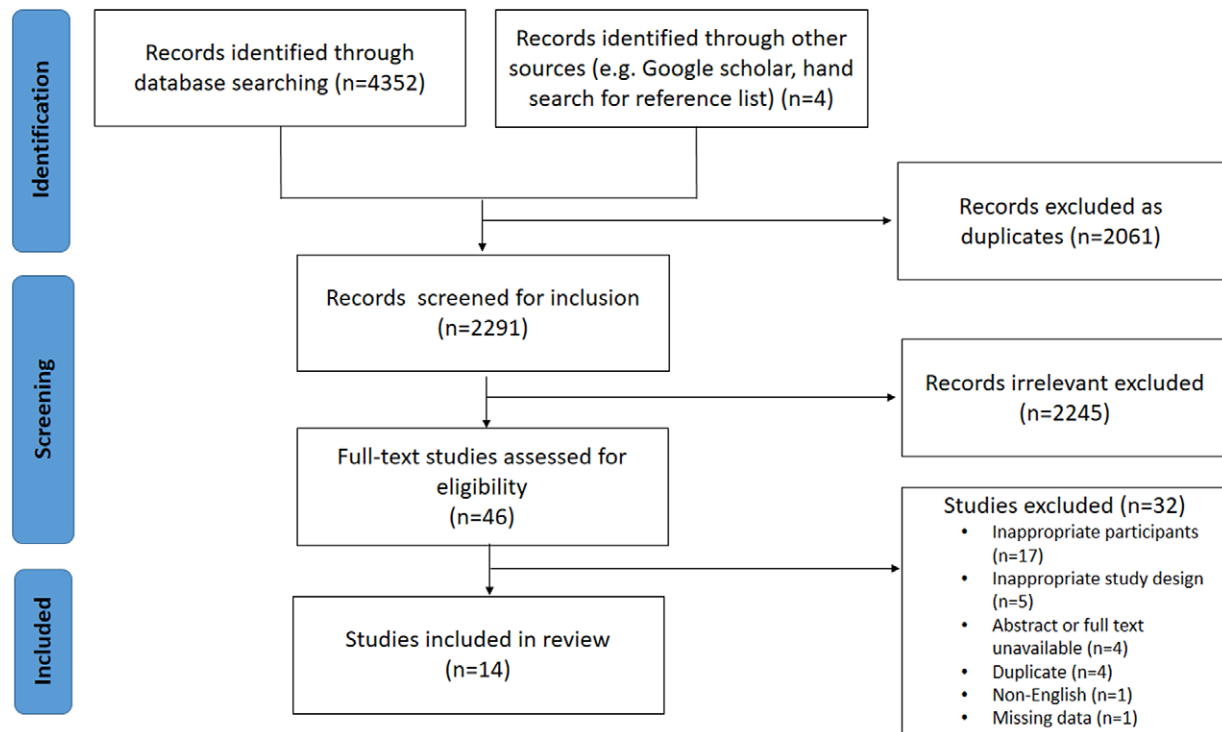 Identification
Records identified through
database searching (n=4352)
Records identified through other
sources (e.g. Google scholar, hand
search for reference list) (n=4)
Records excluded as
duplicates (n=2061)
Screening
Records screened for inclusion
(n=2291)
Records irrelevant excluded
(n=2245)
Full-text studies assessed for
eligibility
(n=46)
Studies excluded (n=32)
• Inappropriate participants
(n=17)
• Inappropriate study design
(n=5)
• Abstract or full text
unavailable (n=4)
• Duplicate (n=4)
• Non-English (n=1)
• Missing data (n=1)
Included
Studies included in review
(n=14)